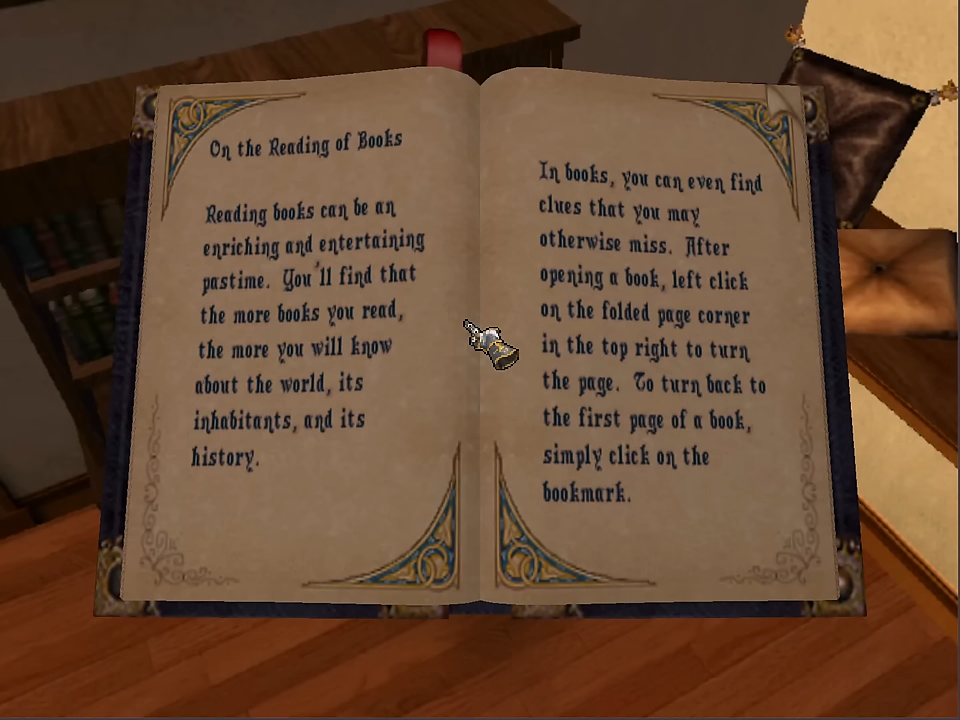 On the Reading of Books
Reading books can be an
enriching and entertaining
pastime. You'll find that
the more books you read,
the more you will know
about the world, its
inhabitants, and its
history.
In books, you can even find
clues that you may
otherwise miss. After
opening a book, left click
on the folded page corner
in the top right to turn
the page. To turn back to
the first page of a book,
simply click on the
bookmark.